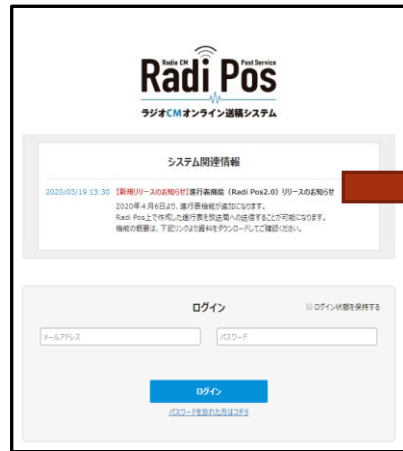 Radio CM Post Service
Radi Pos
ラジオCMオンライン送稿システム
システム関連情報
2020/03/19 13:30 【新規リリースのお知らせ】進行表機能（Radi Pos2.0）リリースのお知らせ
2020年4月6日より、進行表機能が追加になります。
Radi Pos上で作成した進行表を放送局への送信することが可能になります。
機能の概要は、下記リンクより資料をダウンロードしてご確認ください。
ログイン
ログイン状態を保持する
メールアドレス
パスワード
ログイン
パスワードを忘れた方はコチラ